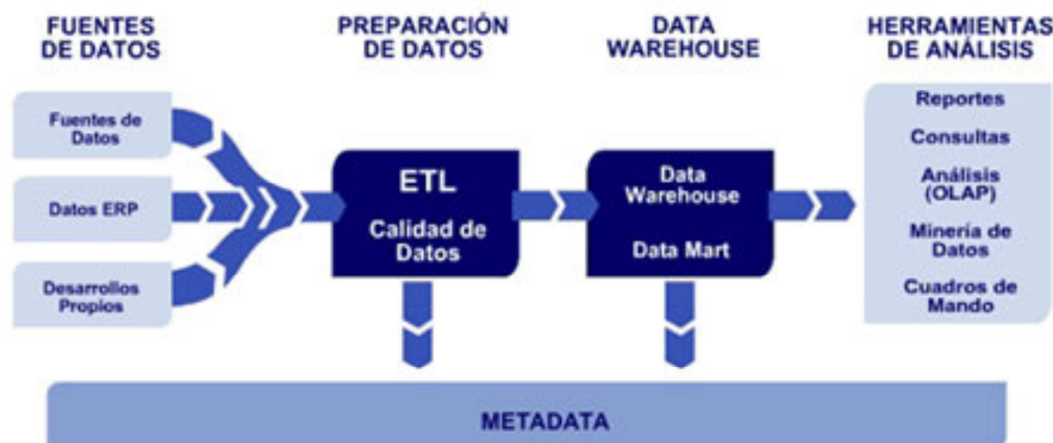 FUENTES
DE DATOS
PREPARACIÓN
DE DATOS
DATA
WAREHOUSE
HERRAMIENTAS
DE ANÁLISIS
Fuentes de
Datos
Datos ERP
Desarrollos
Propios
ETL
Calidad de
Datos
Data
Warehouse
Data Mart
Reportes
Consultas
Análisis
(OLAP)
Minería de
Datos
Cuadros de
Mando
METADATA